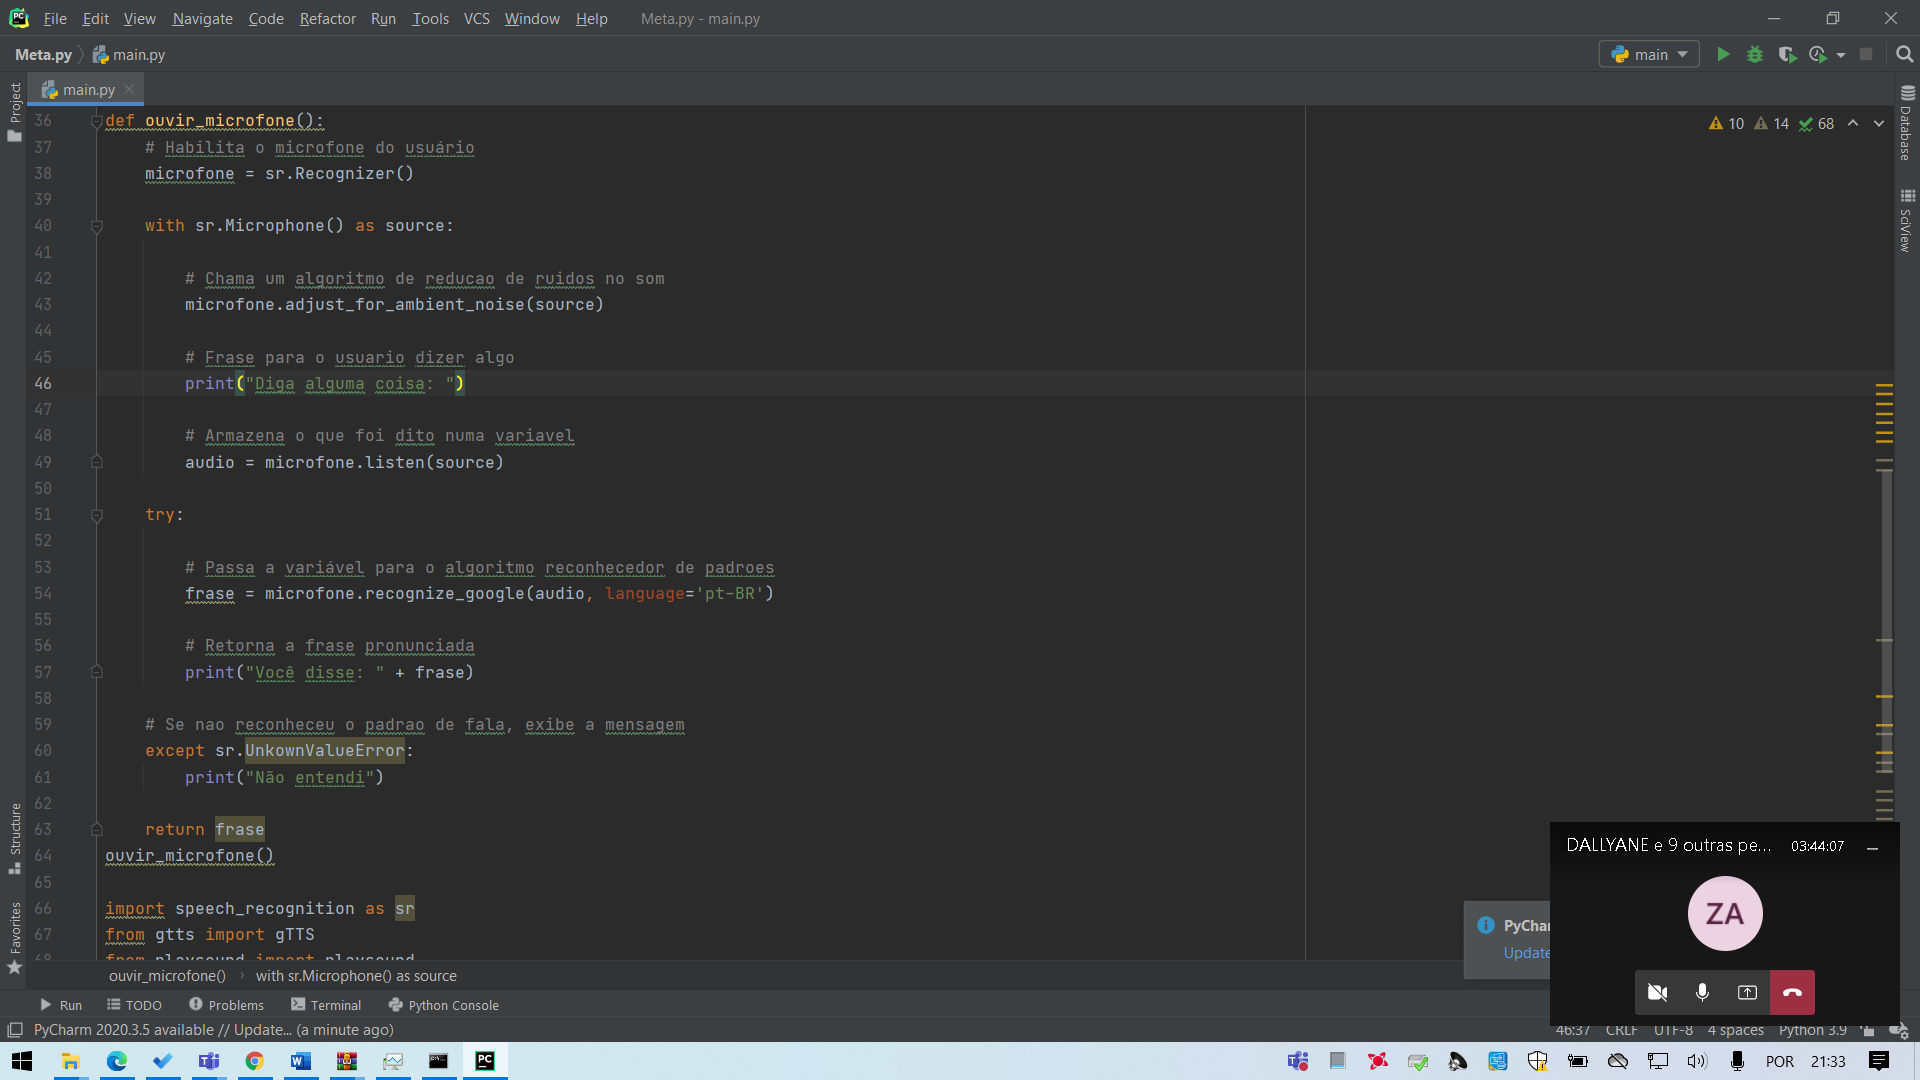 File Edit View Navigate Code Refactor Run Tools VCS Window Help Meta.py - main.py
Meta.py main.py main
main.py
Project
36 def ouvir_microfone():
37 # Habilita o microfone do usuário
38 microfone = sr.Recognizer()
39
40 with sr.Microphone() as source:
41
42 # Chama um algoritmo de reducao de ruidos no som
43 microfone.adjust_for_ambient_noise(source)
44
45 # Frase para o usuario dizer algo
46 print("Diga alguma coisa: ")
47
48 # Armazena o que foi dito numa variavel
49 audio = microfone.listen(source)
50
51 try:
52
53 # Passa a variável para o algoritmo reconhecedor de padroes
54 frase = microfone.recognize_google(audio, language='pt-BR')
55
56 # Retorna a frase pronunciada
57 print("Você disse: " + frase)
58
59 # Se nao reconheceu o padrao de fala, exibe a mensagem
60 except sr.UnkownValueError:
61 print("Não entendi")
62
63 return frase
64 ouvir_microfone()
65
66 import speech_recognition as sr
67 from gtts import gTTS
68 from playsound import playsound
10 14 68
Database
SciView
Structure
Favorites
DALLYANE e 9 outras pe... 03:44:07
ZA
PyChar
Update
ouvir_microfone() with sr.Microphone() as source
Run TODO Problems Terminal Python Console
PyCharm 2020.3.5 available // Update... (a minute ago)
46:37 CRLF UTF-8 4 spaces Python 3.9
PC
POR 21:33